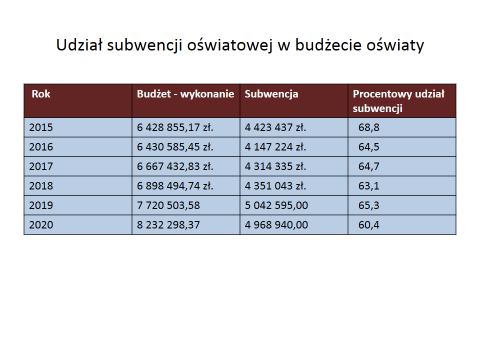 Udział subwencji oświatowej w budżecie oświaty
Rok Budżet - wykonanie Subwencja Procentowy udział subwencji
2015 6 428 855,17 zł. 4 423 437 zł. 68,8
2016 6 430 585,45 zł. 4 147 224 zł. 64,5
2017 6 667 432,83 zł. 4 314 335 zł. 64,7
2018 6 898 494,74 zł. 4 351 043 zł. 63,1
2019 7 720 503,58 5 042 595,00 65,3
2020 8 232 298,37 4 968 940,00 60,4